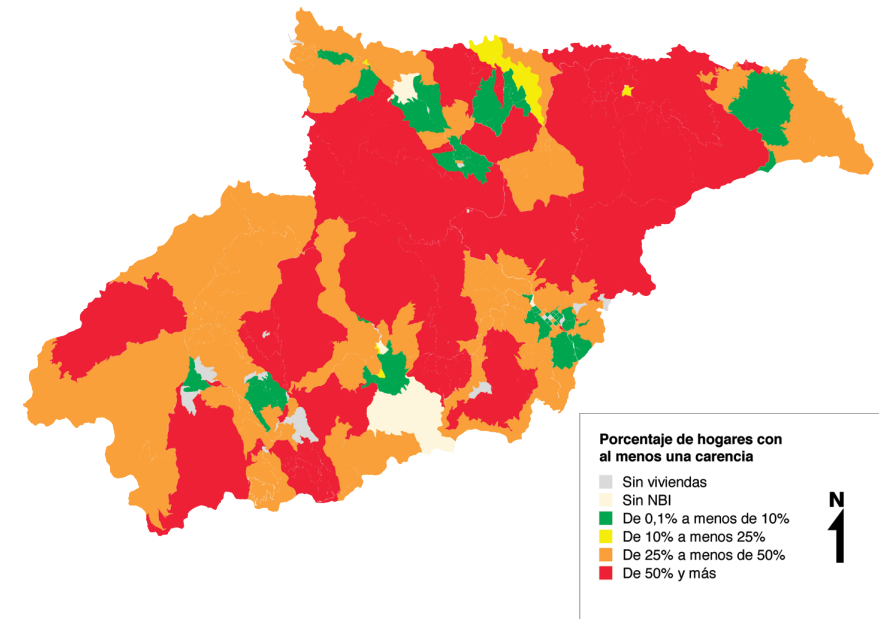 Porcentaje de hogares con
al menos una carencia
Sin viviendas
Sin NBI
De 0,1% a menos de 10%
De 10% a menos 25%
De 25% a menos de 50%
De 50% y más
N